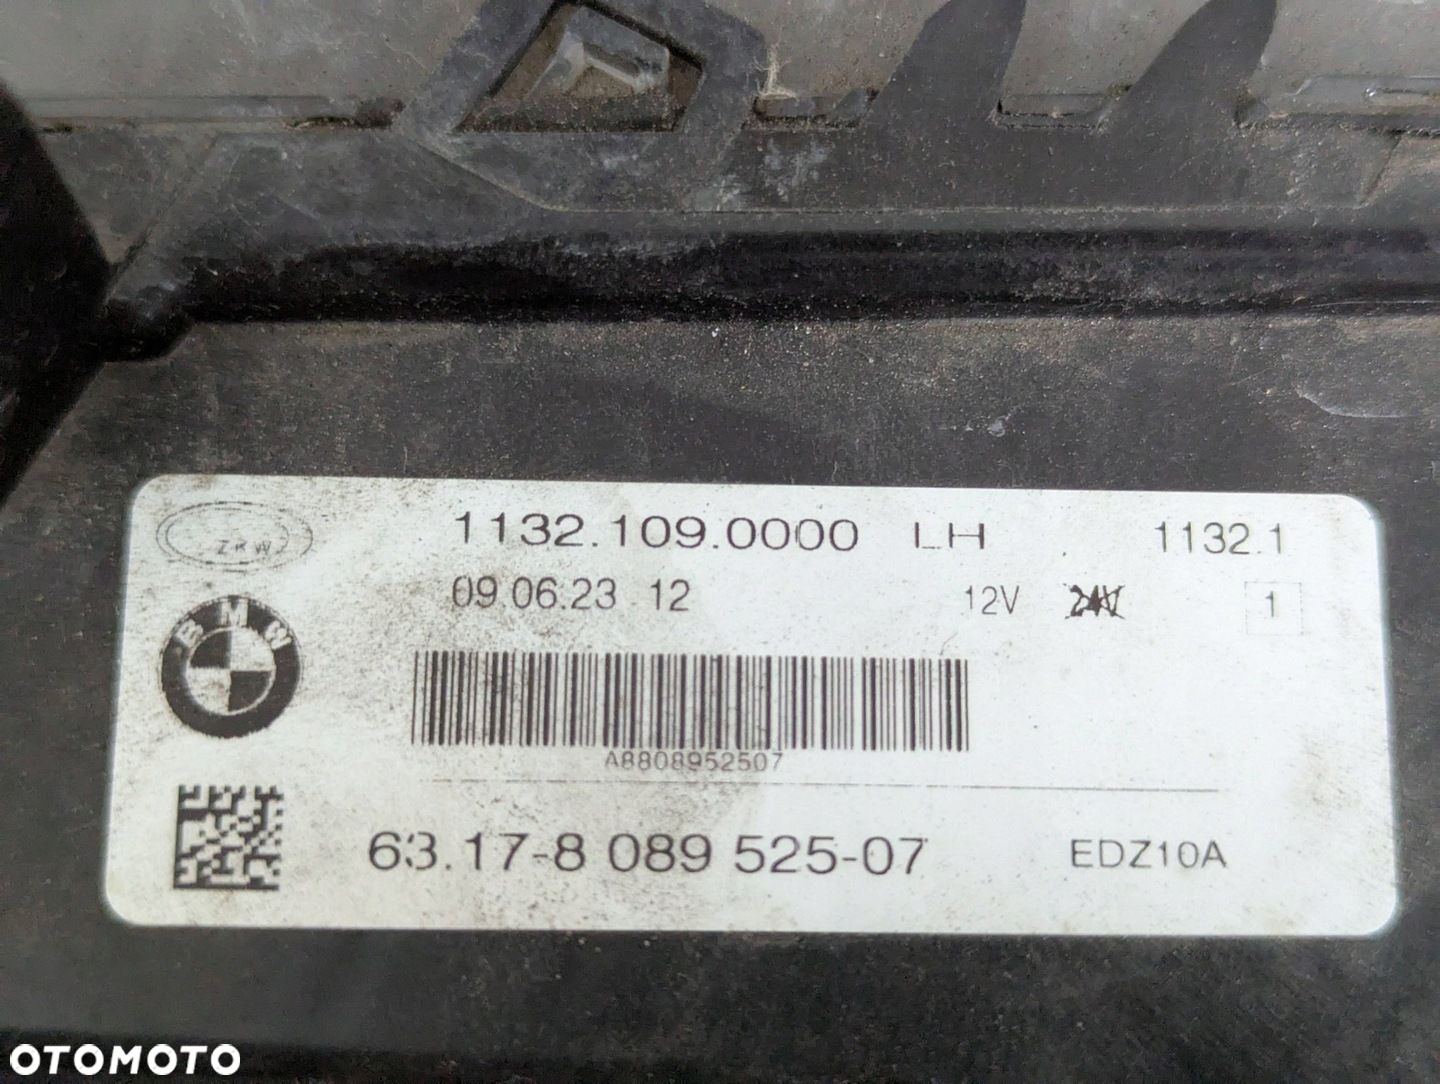 ZKW
1132.109.0000 LH 1132.1
09.06.23 12 12V 24V 1
BMW
A8808952507
63.17-8 089 525-07 EDZ10A
OTOMOTO